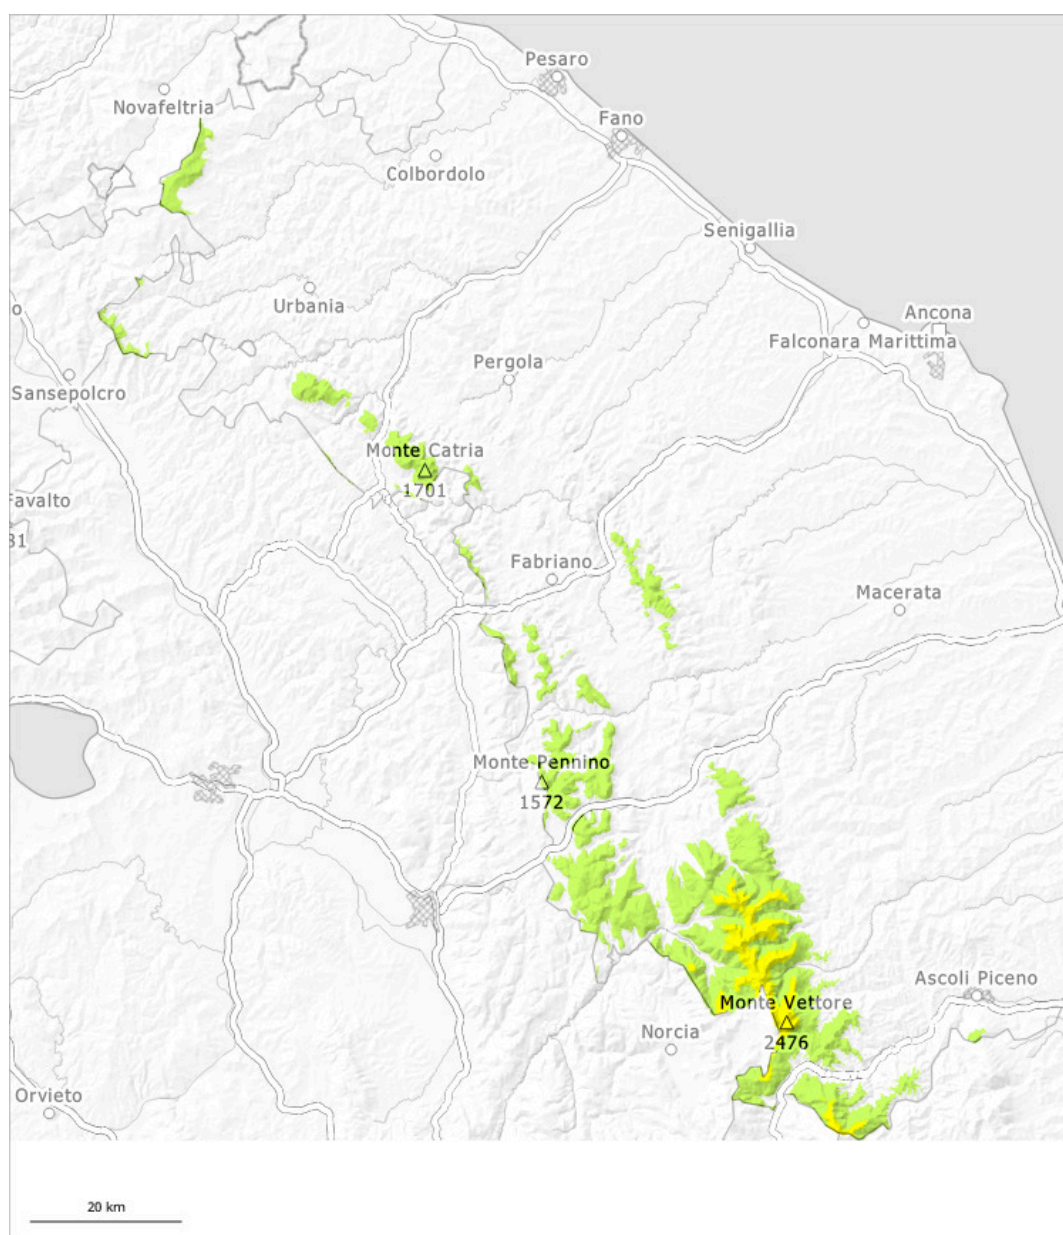 Pesaro
Novafeltria
Fano
Colbordolo
Senigallia
Urbania
Ancona
Falconara Marittima
Pergola
Sansepolcro
Monte Catria
1701
Favalto
31
Fabriano
Macerata
Monte Pennino
1572
Ascoli Piceno
Monte Vettore
Norcia
2476
Orvieto
20 km